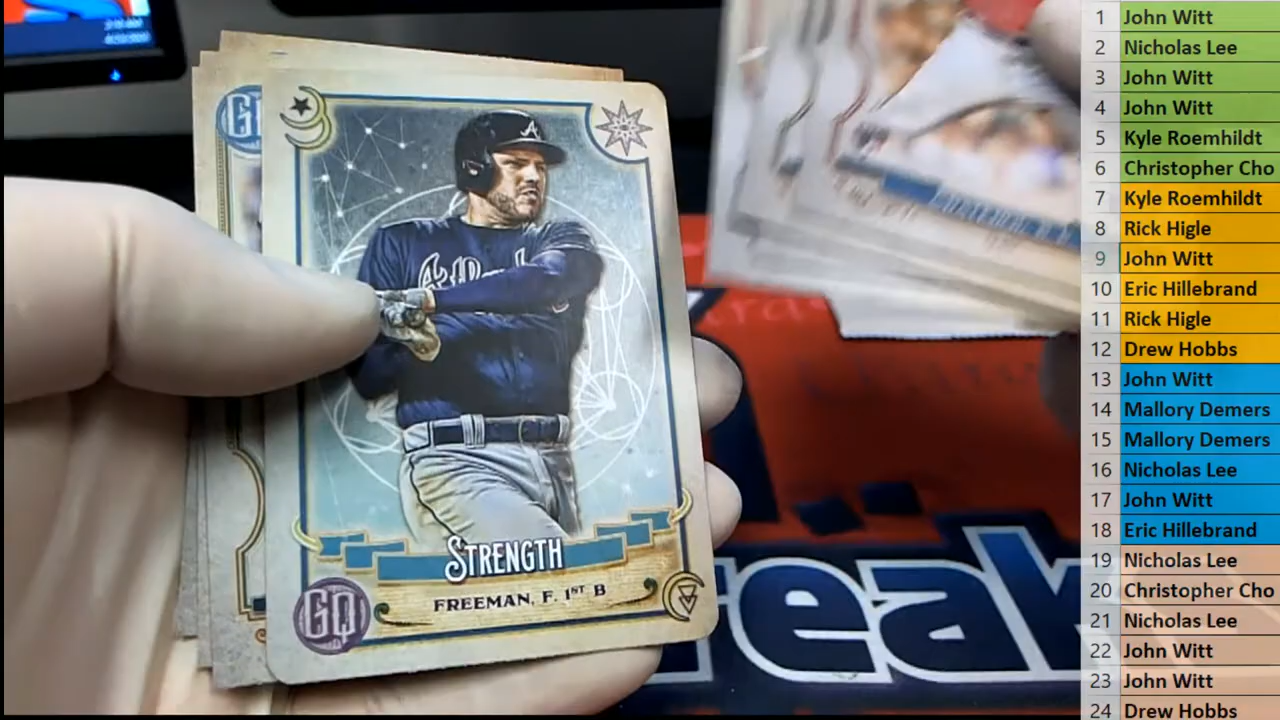 GQ
A
Atl
STRENGTH
FREEMAN, F. 1ST B
GQ
reak
1 John Witt
2 Nicholas Lee
3 John Witt
4 John Witt
5 Kyle Roemhildt
6 Christopher Cho
7 Kyle Roemhildt
8 Rick Higle
9 John Witt
10 Eric Hillebrand
11 Rick Higle
12 Drew Hobbs
13 John Witt
14 Mallory Demers
15 Mallory Demers
16 Nicholas Lee
17 John Witt
18 Eric Hillebrand
19 Nicholas Lee
20 Christopher Cho
21 Nicholas Lee
22 John Witt
23 John Witt
24 Drew Hobbs